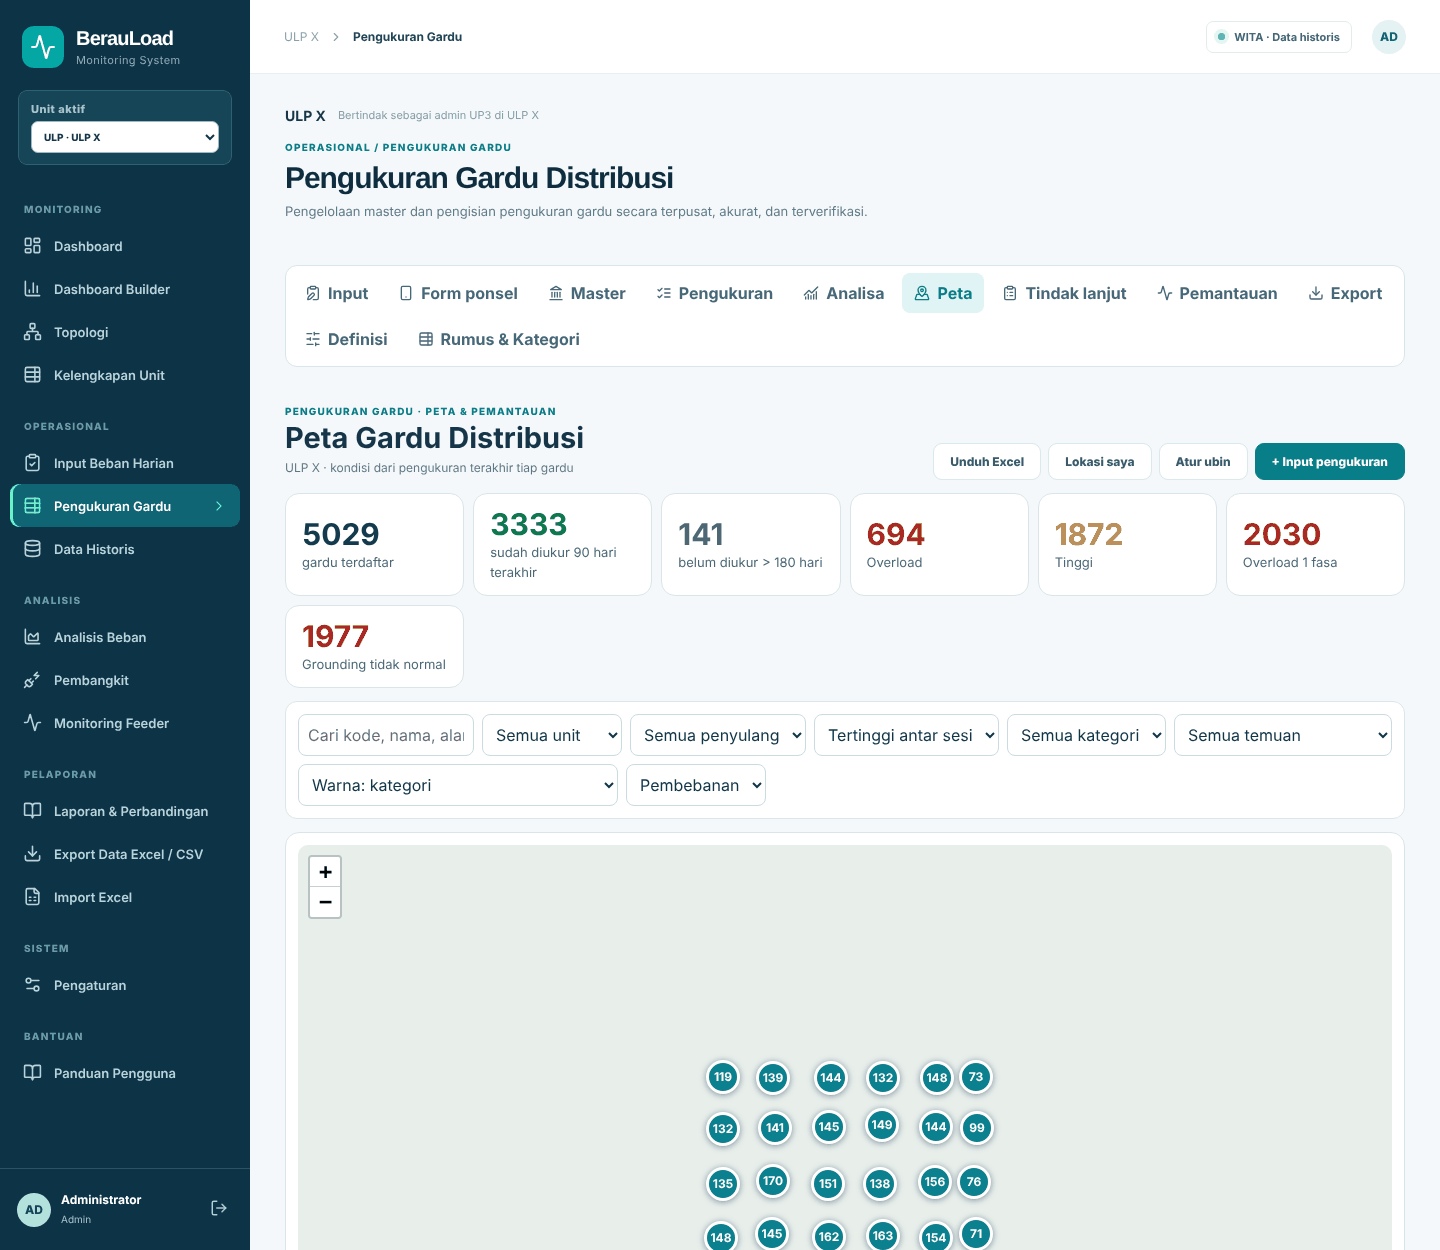 BerauLoad
Monitoring System
Unit aktif
ULP · ULP X
MONITORING
Dashboard
Dashboard Builder
Topologi
Kelengkapan Unit
OPERASIONAL
Input Beban Harian
Pengukuran Gardu
Data Historis
ANALISIS
Analisis Beban
Pembangkit
Monitoring Feeder
PELAPORAN
Laporan & Perbandingan
Export Data Excel / CSV
Import Excel
SISTEM
Pengaturan
BANTUAN
Panduan Pengguna
AD
Administrator
Admin
ULP X > Pengukuran Gardu
WITA · Data historis
AD
ULP X Bertindak sebagai admin UP3 di ULP X
OPERASIONAL / PENGUKURAN GARDU
Pengukuran Gardu Distribusi
Pengelolaan master dan pengisian pengukuran gardu secara terpusat, akurat, dan terverifikasi.
Input Form ponsel Master Pengukuran Analisa Peta Tindak lanjut Pemantauan Export
Definisi Rumus & Kategori
PENGUKURAN GARDU · PETA & PEMANTAUAN
Peta Gardu Distribusi
ULP X · kondisi dari pengukuran terakhir tiap gardu
Unduh Excel Lokasi saya Atur ubin + Input pengukuran
5029
gardu terdaftar
3333
sudah diukur 90 hari
terakhir
141
belum diukur > 180 hari
694
Overload
1872
Tinggi
2030
Overload 1 fasa
1977
Grounding tidak normal
Cari kode, nama, alar Semua unit Semua penyulang Tertinggi antar sesi Semua kategori Semua temuan
Warna: kategori Pembebanan
+
−
119 139 144 132 148 73
132 141 145 149 144 99
135 170 151 138 156 76
148 145 162 163 154 71